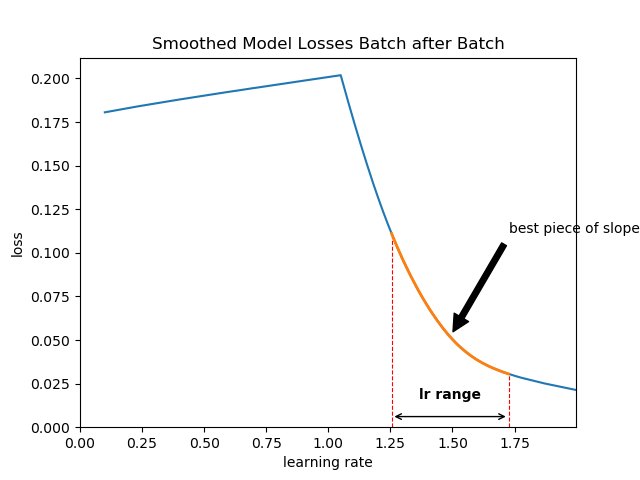 Smoothed Model Losses Batch after Batch
0.200
0.175
0.150
0.125
0.100
0.075
0.050
0.025
0.000
loss
best piece of slope
lr range
0.00 0.25 0.50 0.75 1.00 1.25 1.50 1.75
learning rate